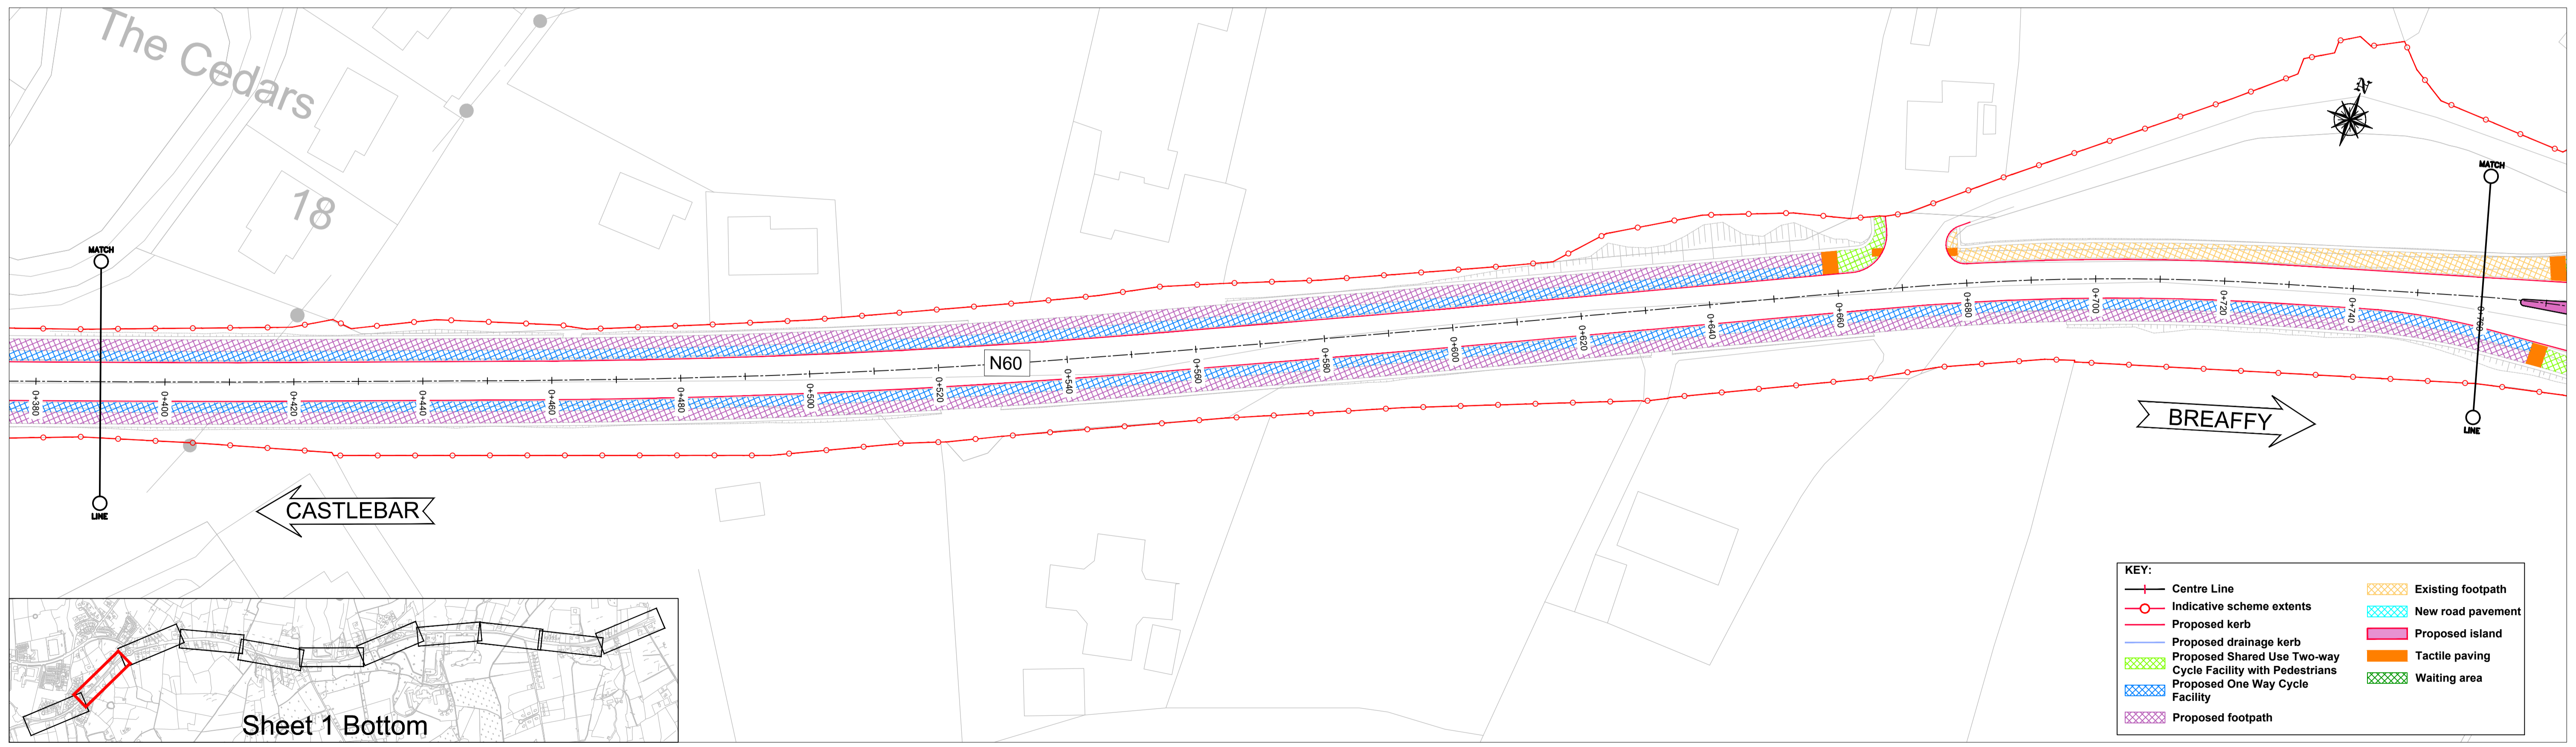 The Cedars
18
N
MATCH
MATCH
N60
0+380
0+400
0+420
0+440
0+460
0+480
0+500
0+520
0+540
0+560
0+580
0+600
0+620
0+640
0+660
0+680
0+700
0+720
0+740
0+760
LINE
LINE
CASTLEBAR
BREAFFY
Sheet 1 Bottom
KEY:
Centre Line
Indicative scheme extents
Proposed kerb
Proposed drainage kerb
Proposed Shared Use Two-way
Cycle Facility with Pedestrians
Proposed One Way Cycle
Facility
Proposed footpath
Existing footpath
New road pavement
Proposed island
Tactile paving
Waiting area